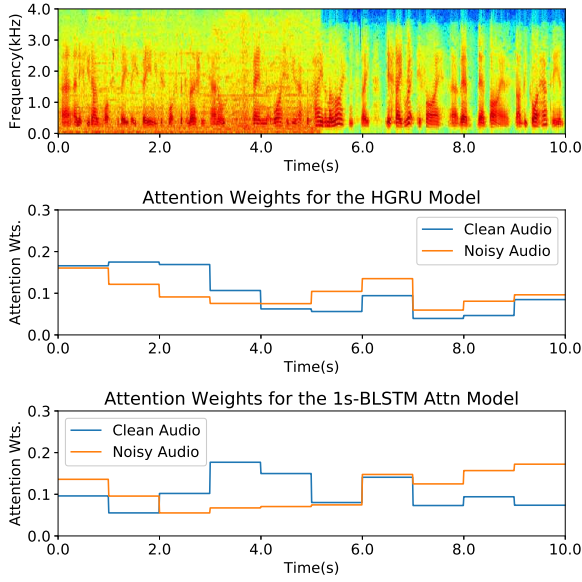 4.0
3.0
2.0
1.0
0.0
Frequency(kHz)
0.0 2.0 4.0 6.0 8.0 10.0
Time(s)
Attention Weights for the HGRU Model
0.3
0.2
0.1
0.0
Attention Wts.
Clean Audio
Noisy Audio
0.0 2.0 4.0 6.0 8.0 10.0
Time(s)
Attention Weights for the 1s-BLSTM Attn Model
0.3
0.2
0.1
0.0
Attention Wts.
Clean Audio
Noisy Audio
0.0 2.0 4.0 6.0 8.0 10.0
Time(s)